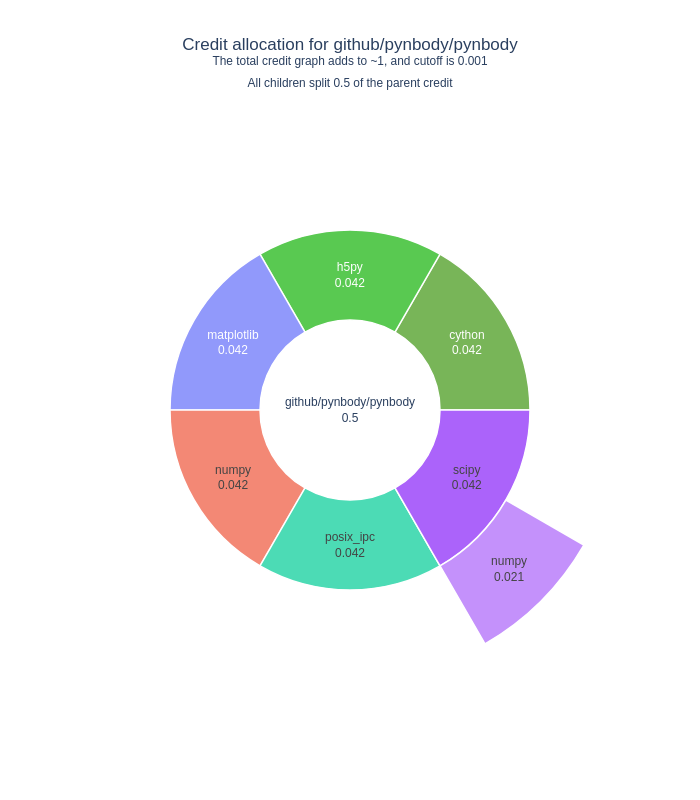 Credit allocation for github/pynbody/pynbody
The total credit graph adds to ~1, and cutoff is 0.001
All children split 0.5 of the parent credit
h5py
0.042
matplotlib
0.042
cython
0.042
github/pynbody/pynbody
0.5
numpy
0.042
scipy
0.042
posix_ipc
0.042
numpy
0.021